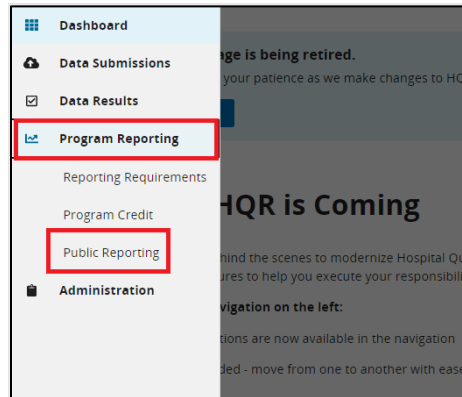 Dashboard
age is being retired.
Data Submissions
your patience as we make changes to HQ
Data Results
Program Reporting
Reporting Requirements
HQR is Coming
Program Credit
Public Reporting
hind the scenes to modernize Hospital Qu
ures to help you execute your responsibili
Administration
vigation on the left:
tions are now available in the navigation
ded - move from one to another with ease